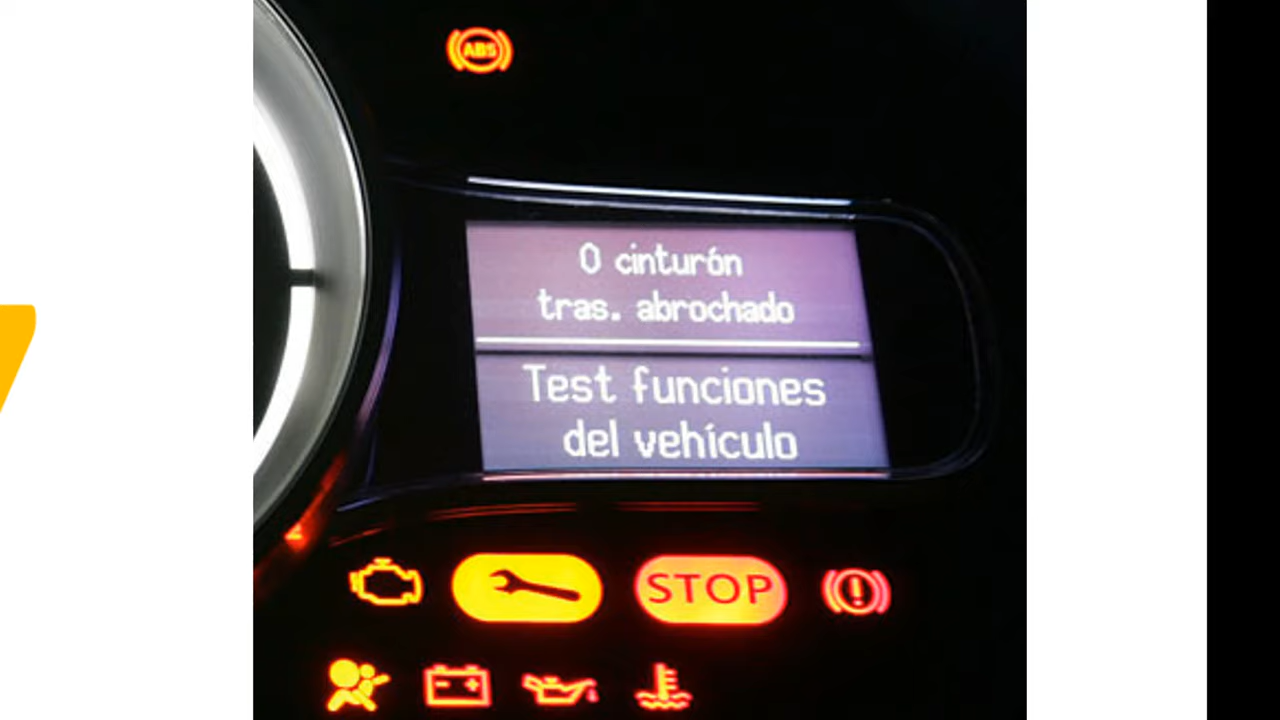 ABS
0 cinturón
tras. abrochado
Test funciones
del vehículo
STOP